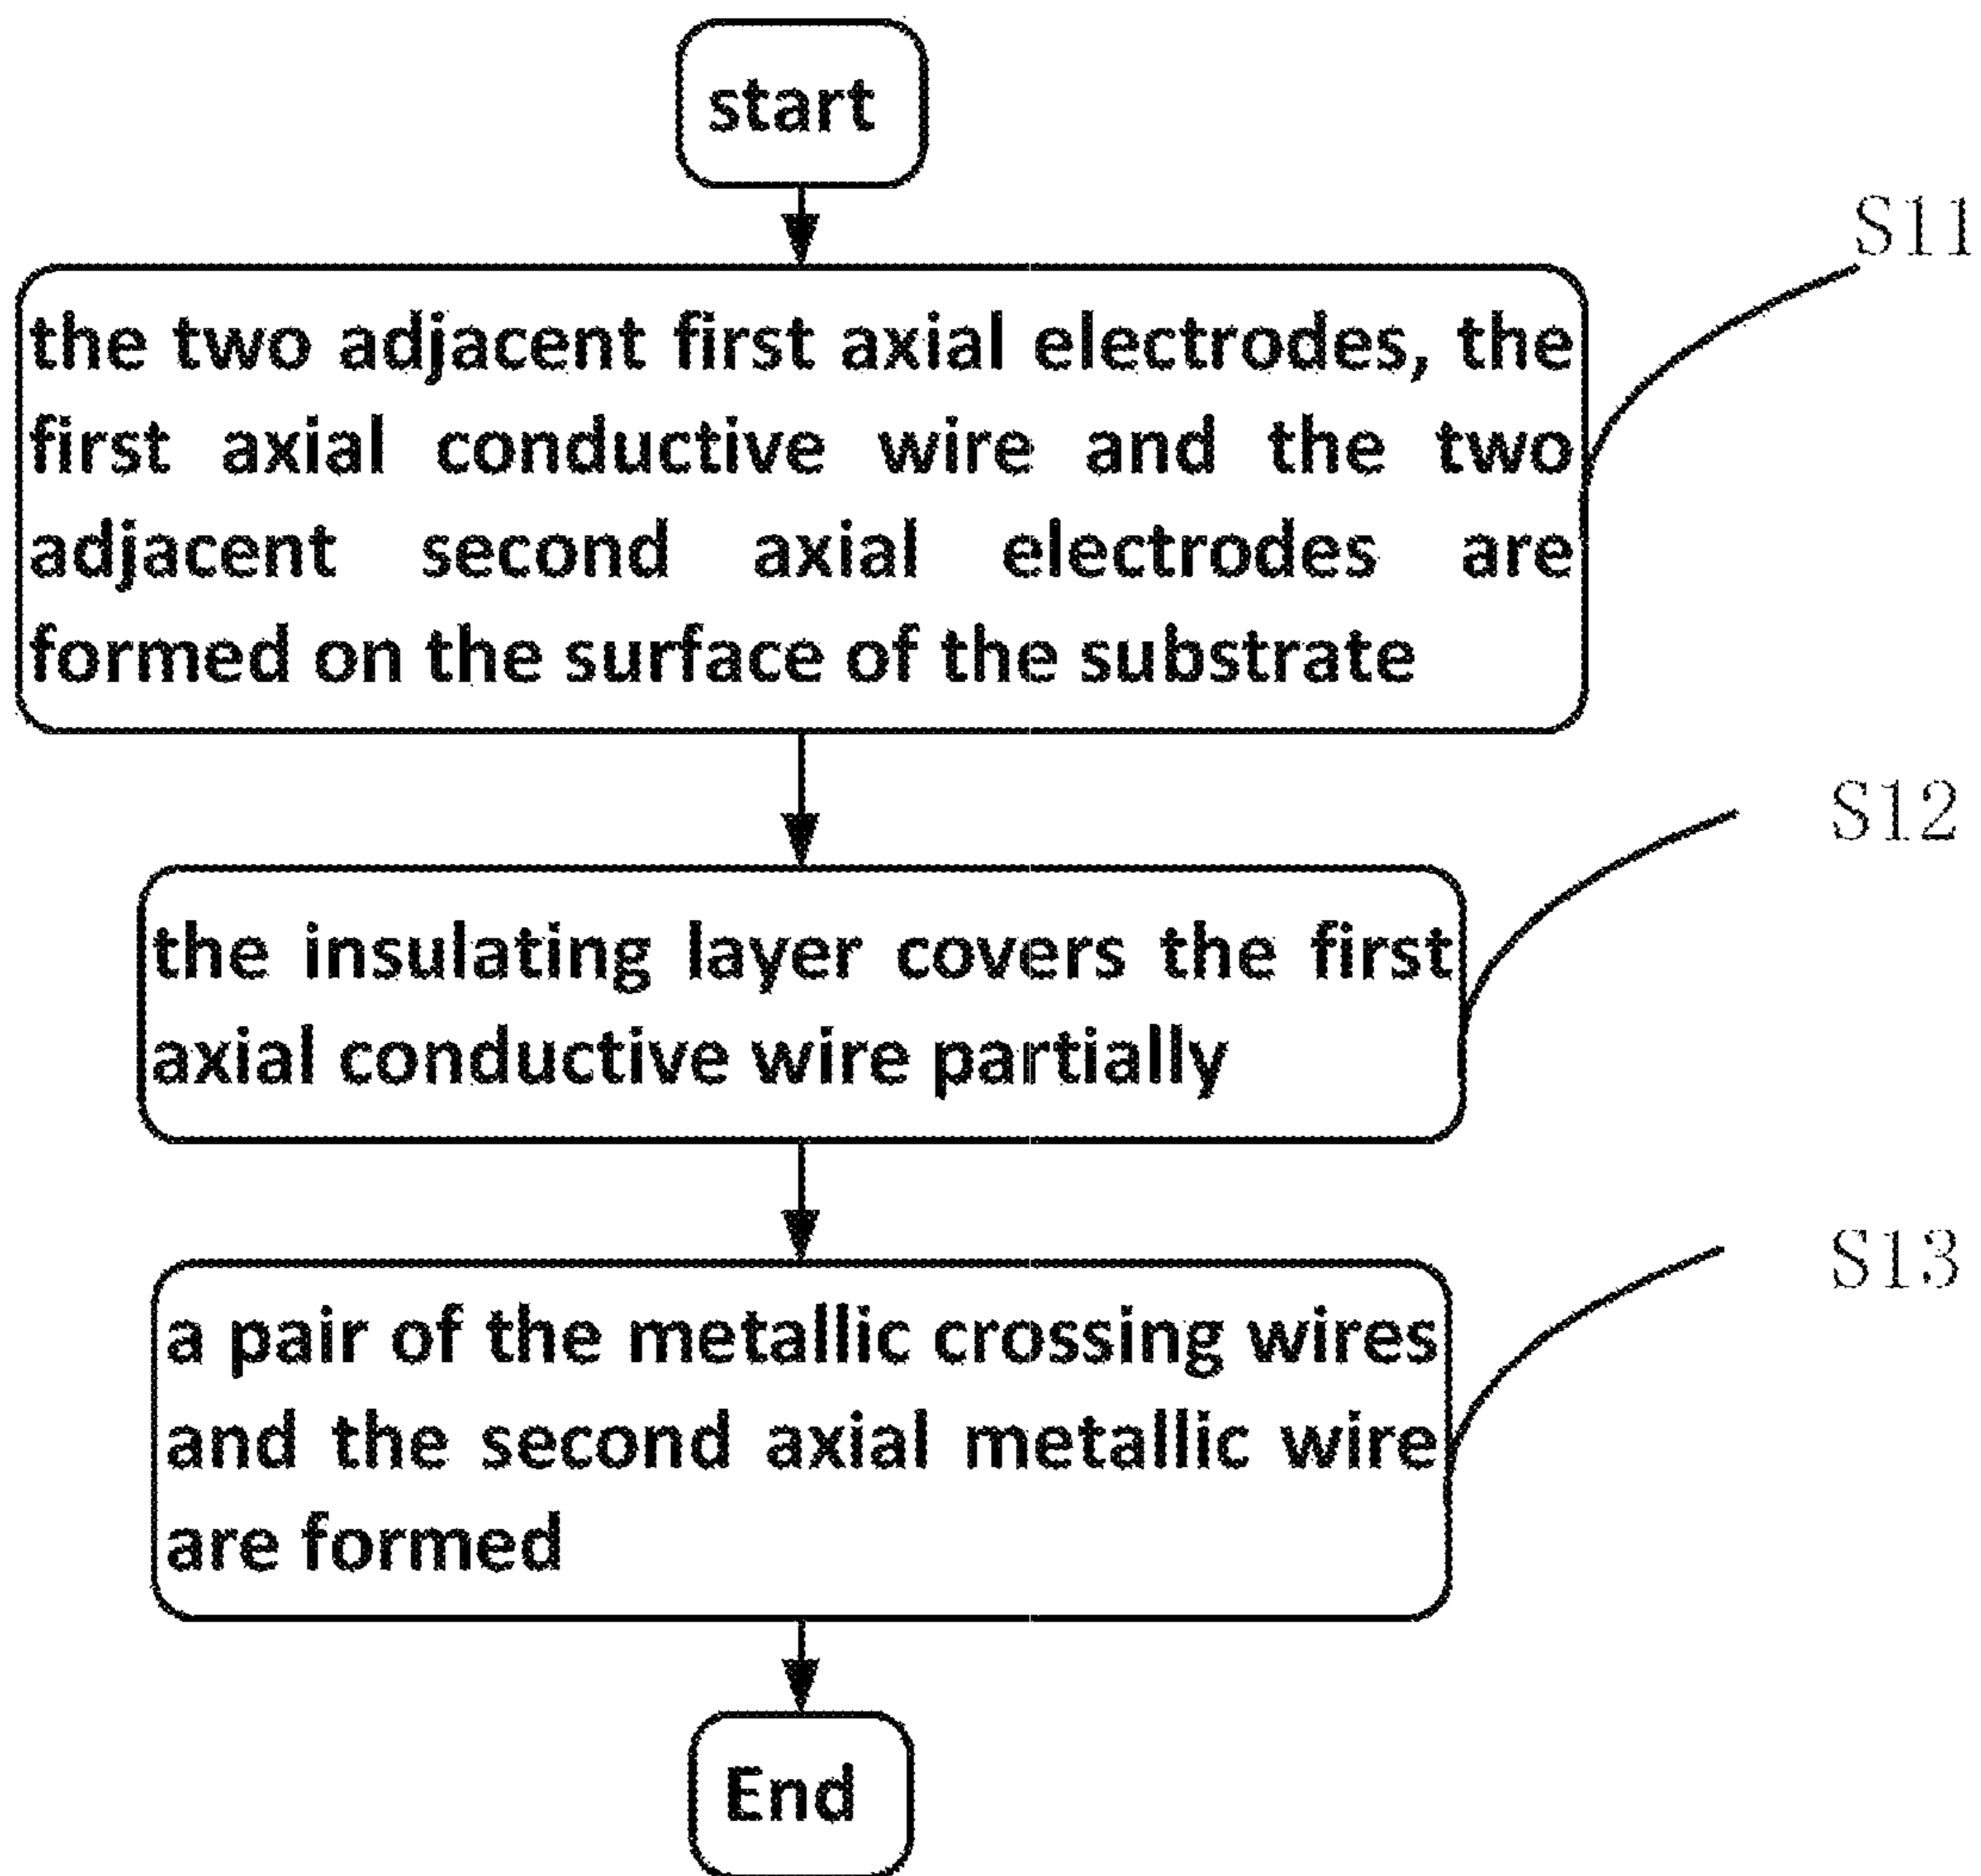 start
S11
the two adjacent first axial electrodes, the
first axial conductive wire and the two
adjacent second axial electrodes are
formed on the surface of the substrate
S12
the insulating layer covers the first
axial conductive wire partially
S13
a pair of the metallic crossing wires
and the second axial metallic wire
are formed
End